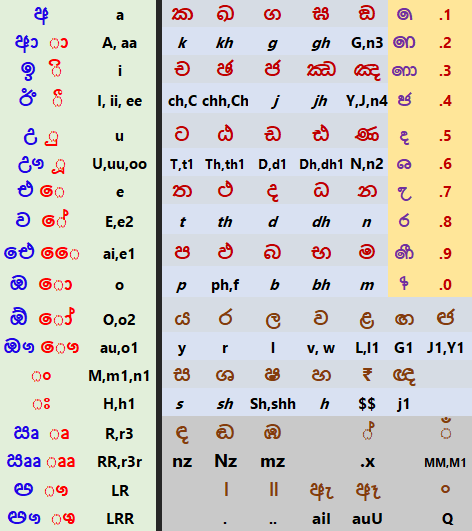 අ a ක ඛ ග ඝ ඞ ෧ .1
ආ ා A, aa k kh g gh G,n3 ෨ .2
ඉ ි i ච ඡ ජ ඣ ඤ ෩ .3
ඊ ී I, ii, ee ch,C chh,Ch j jh Y,J,n4 ෪ .4
උ ු u ට ඨ ඩ ඪ ණ ෫ .5
ඌ ූ U,uu,oo T,t1 Th,th1 D,d1 Dh,dh1 N,n2 ෬ .6
එ ෙ e ත ථ ද ධ න ෭ .7
ඒ ේ E,e2 t th d dh n ෮ .8
ඓ ෛ ai,e1 ප ඵ බ භ ම ෯ .9
ඔ ො o p ph,f b bh m ෦ .0
ඕ ෝ O,o2 ය ර ල ව ළ ඟ ඦ
ඖ ෞ au,o1 y r l v, w L,l1 G1 J1,Y1
ං M,m1,n1 ස ශ ෂ හ ₹ ඥ
ඃ H,h1 s sh Sh,shh h $$ j1
ඍ ෘ R,r3 ඳ ඬ ඹ ් ඁ
ඎ ෲ RR,r3r nz Nz mz .x MM,M1
ඏ ෟ LR । ॥ ඇ ඈ
ඐ ෳ LRR . .. aiI auU Q